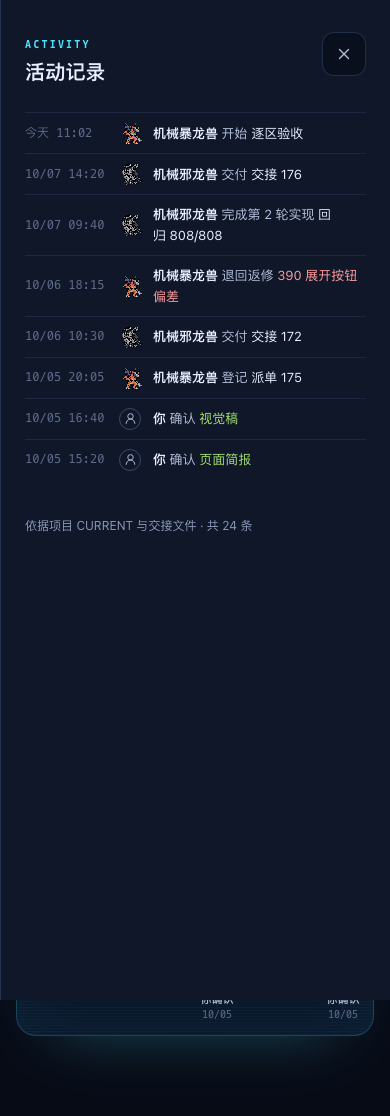 ACTIVITY
活动记录
今天 11:02 机械暴龙兽 开始 逐区验收
10/07 14:20 机械邪龙兽 交付 交接 176
10/07 09:40 机械邪龙兽 完成第 2 轮实现 回
归 808/808
10/06 18:15 机械暴龙兽 退回返修 390 展开按钮
偏差
10/06 10:30 机械邪龙兽 交付 交接 172
10/05 20:05 机械暴龙兽 登记 派单 175
10/05 16:40 你 确认 视觉稿
10/05 15:20 你 确认 页面简报
依据项目 CURRENT 与交接文件 · 共 24 条
你确认 你确认
10/05 10/05